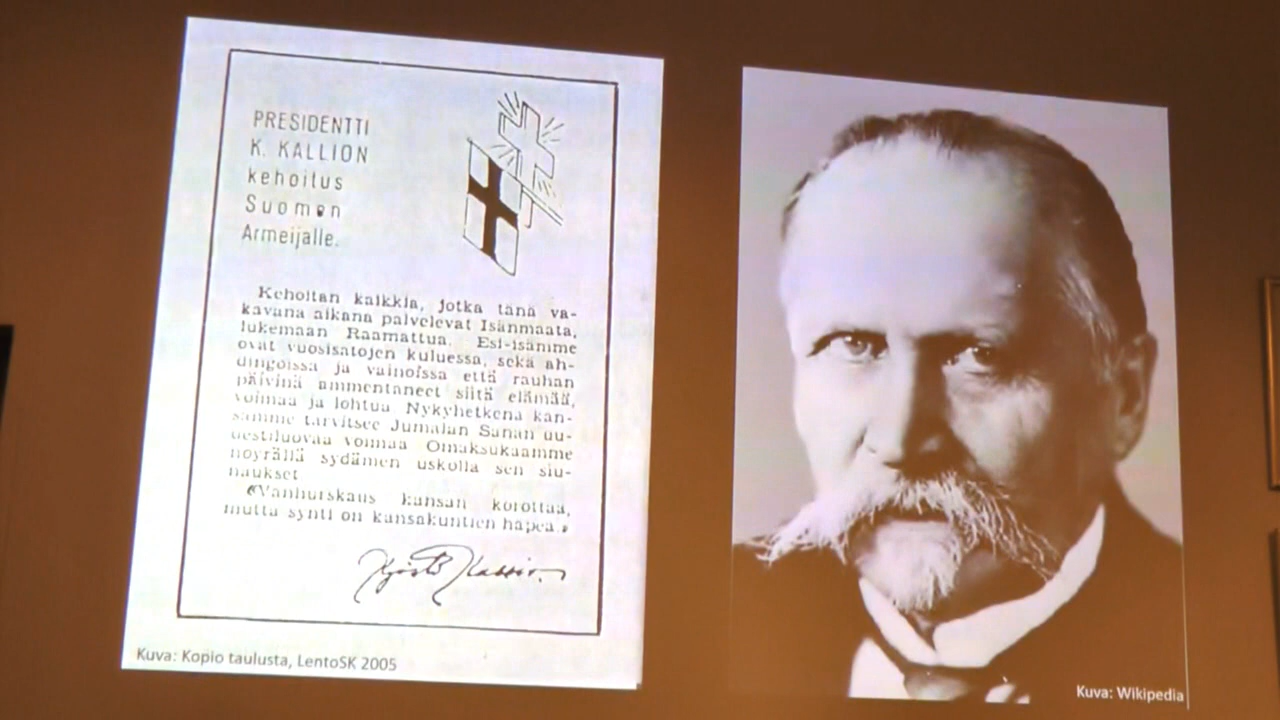 PRESIDENTTI
K. KALLION
kehoitus
Suomen
Armeijalle.
Kehoitan kaikkia, jotka tänä va-
kavana aikana palvelevat Isänmaata,
lukemaan Raamattua. Esi-isämme
ovat vuosisatojen kuluessa, sekä ah-
dingoissa ja vainoissa että rauhan
päivinä ammentaneet siitä elämää,
voimaa ja lohtua. Nykyhetkenä kan-
samme tarvitsee Jumalan Sanan uu-
destiluovaa voimaa Omaksukaamme
nöyrällä sydämen uskolla sen siu-
naukset
«Vanhurskaus kansan korottaa,
mutta synti on kansakuntien häpeä.»
Kyösti Kallio.
Kuva: Kopio taulusta, LentoSK 2005
Kuva: Wikipedia